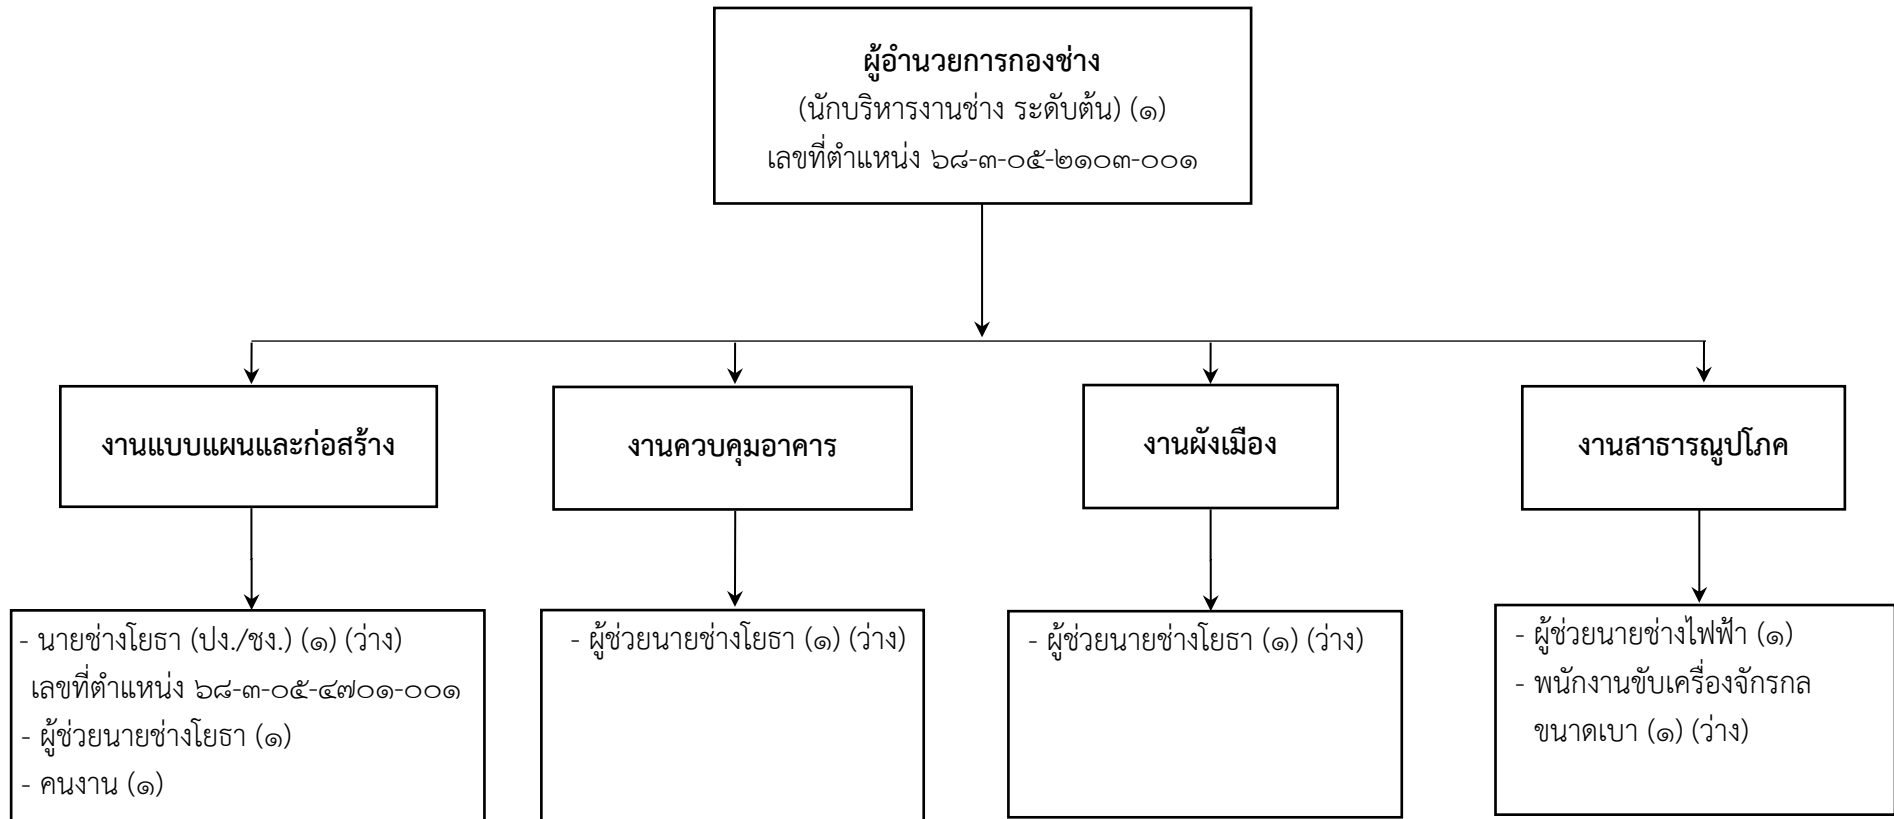 ผู้อำนวยการกองช่าง
(นักบริหารงานช่าง ระดับต้น) (๑)
เลขที่ตำแหน่ง ๖๘-๓-๐๕-๒๑๐๓-๐๐๑
งานแบบแผนและก่อสร้าง
งานควบคุมอาคาร
งานผังเมือง
งานสาธารณูปโภค
- นายช่างโยธา (ปง./ชง.) (๑) (ว่าง)
เลขที่ตำแหน่ง ๖๘-๓-๐๕-๔๗๐๑-๐๐๑
- ผู้ช่วยนายช่างโยธา (๑)
- คนงาน (๑)
- ผู้ช่วยนายช่างโยธา (๑) (ว่าง)
- ผู้ช่วยนายช่างโยธา (๑) (ว่าง)
- ผู้ช่วยนายช่างไฟฟ้า (๑)
- พนักงานขับเครื่องจักรกล
ขนาดเบา (๑) (ว่าง)